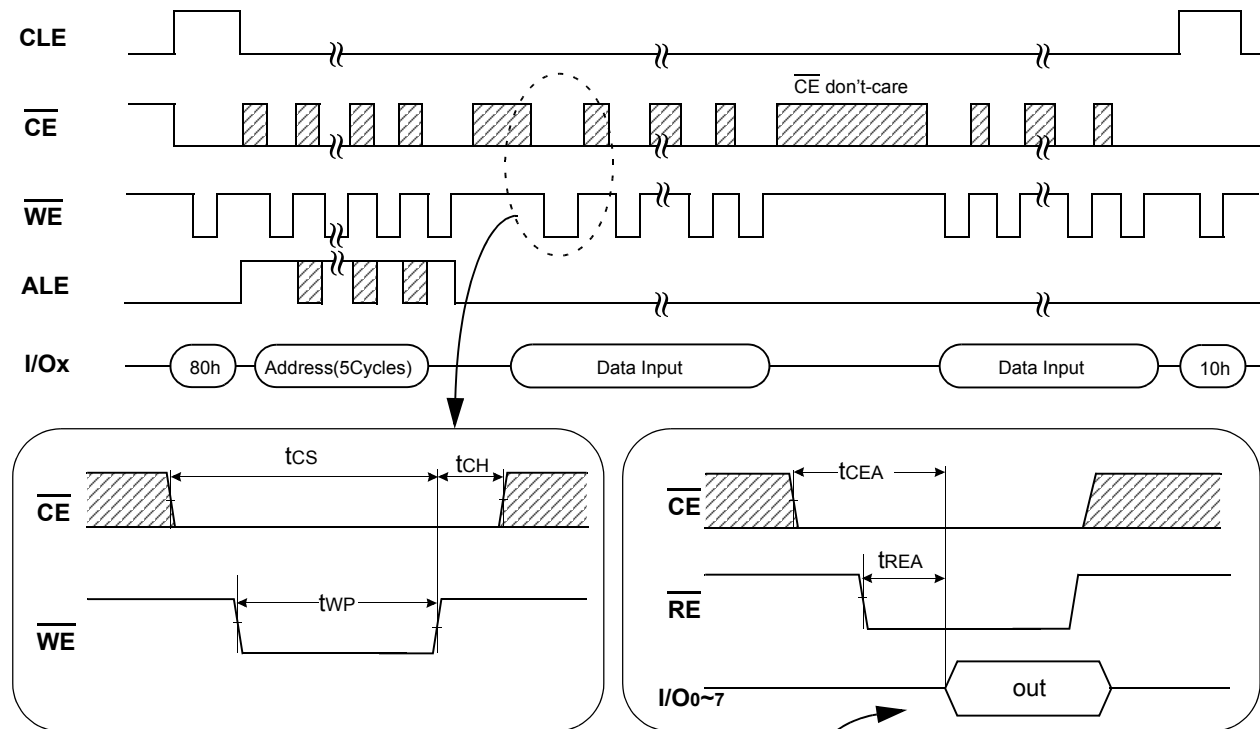 CLE
CE don't-care
CE
WE
ALE
I/Ox
80h
Address(5Cycles)
Data Input
Data Input
10h
tCS
tCH
CE
tWP
WE
tCEA
CE
tREA
RE
I/O0~7
out